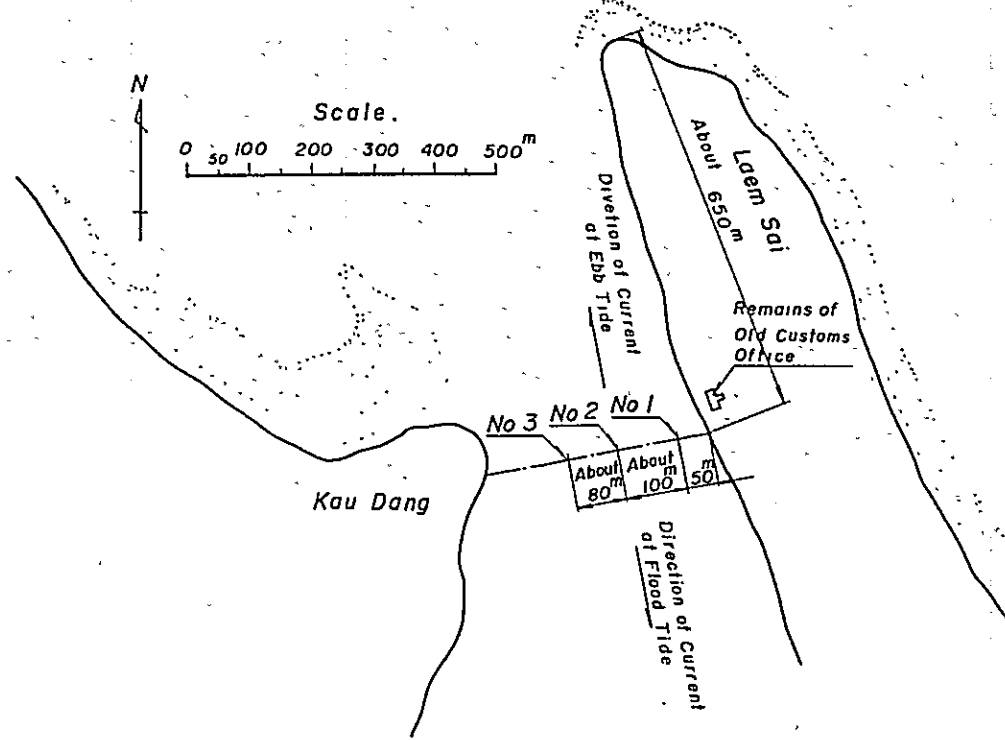 N
Scale.
0 50 100 200 300 400 500m
Laem Sai
About 650m
Divetion of Current
at Ebb Tide
Remains of
Old Customs
Office
No 3 No 2 No 1
About 80m
About 100m
50m
Kau Dang
Direction of Current
at Flood Tide